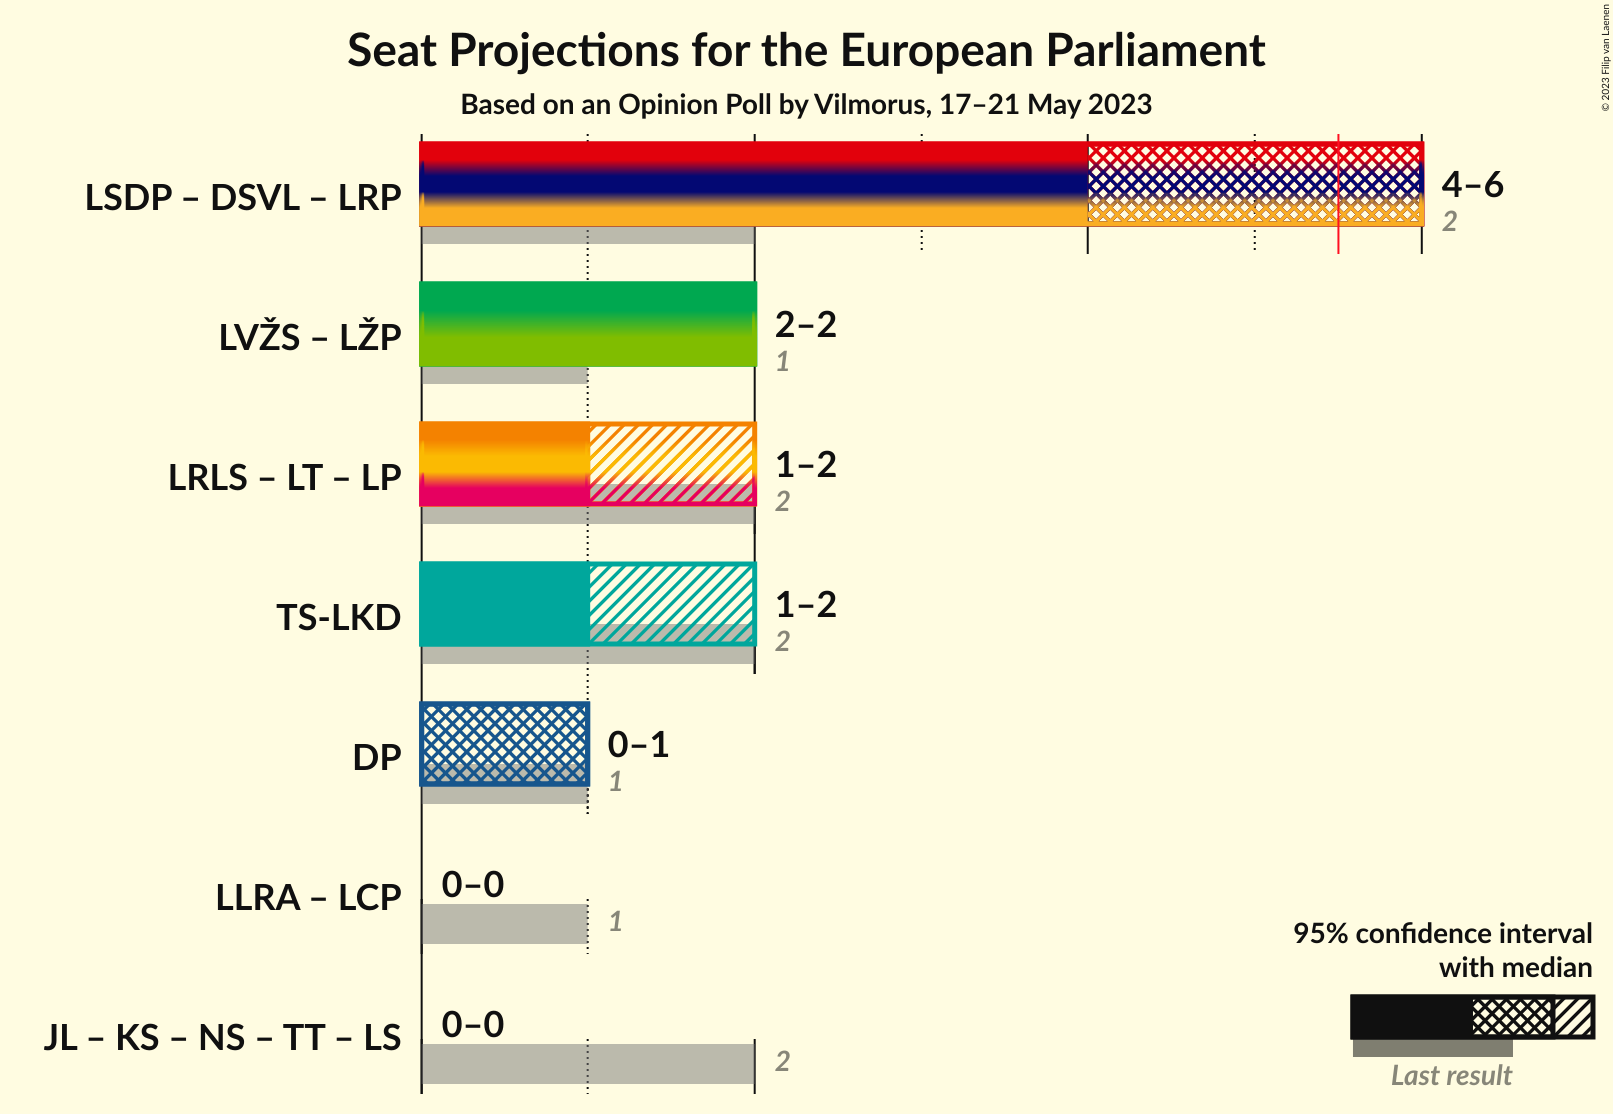 Seat Projections for the European Parliament
Based on an Opinion Poll by Vilmorus, 17–21 May 2023
© 2023 Filip van Laenen
LSDP – DSVL – LRP
4–6
2
LVŽS – LŽP
2–2
1
LRLS – LT – LP
1–2
2
TS-LKD
1–2
2
DP
0–1
1
LLRA – LCP
0–0
1
JL – KS – NS – TT – LS
0–0
2
95% confidence interval
with median
Last result